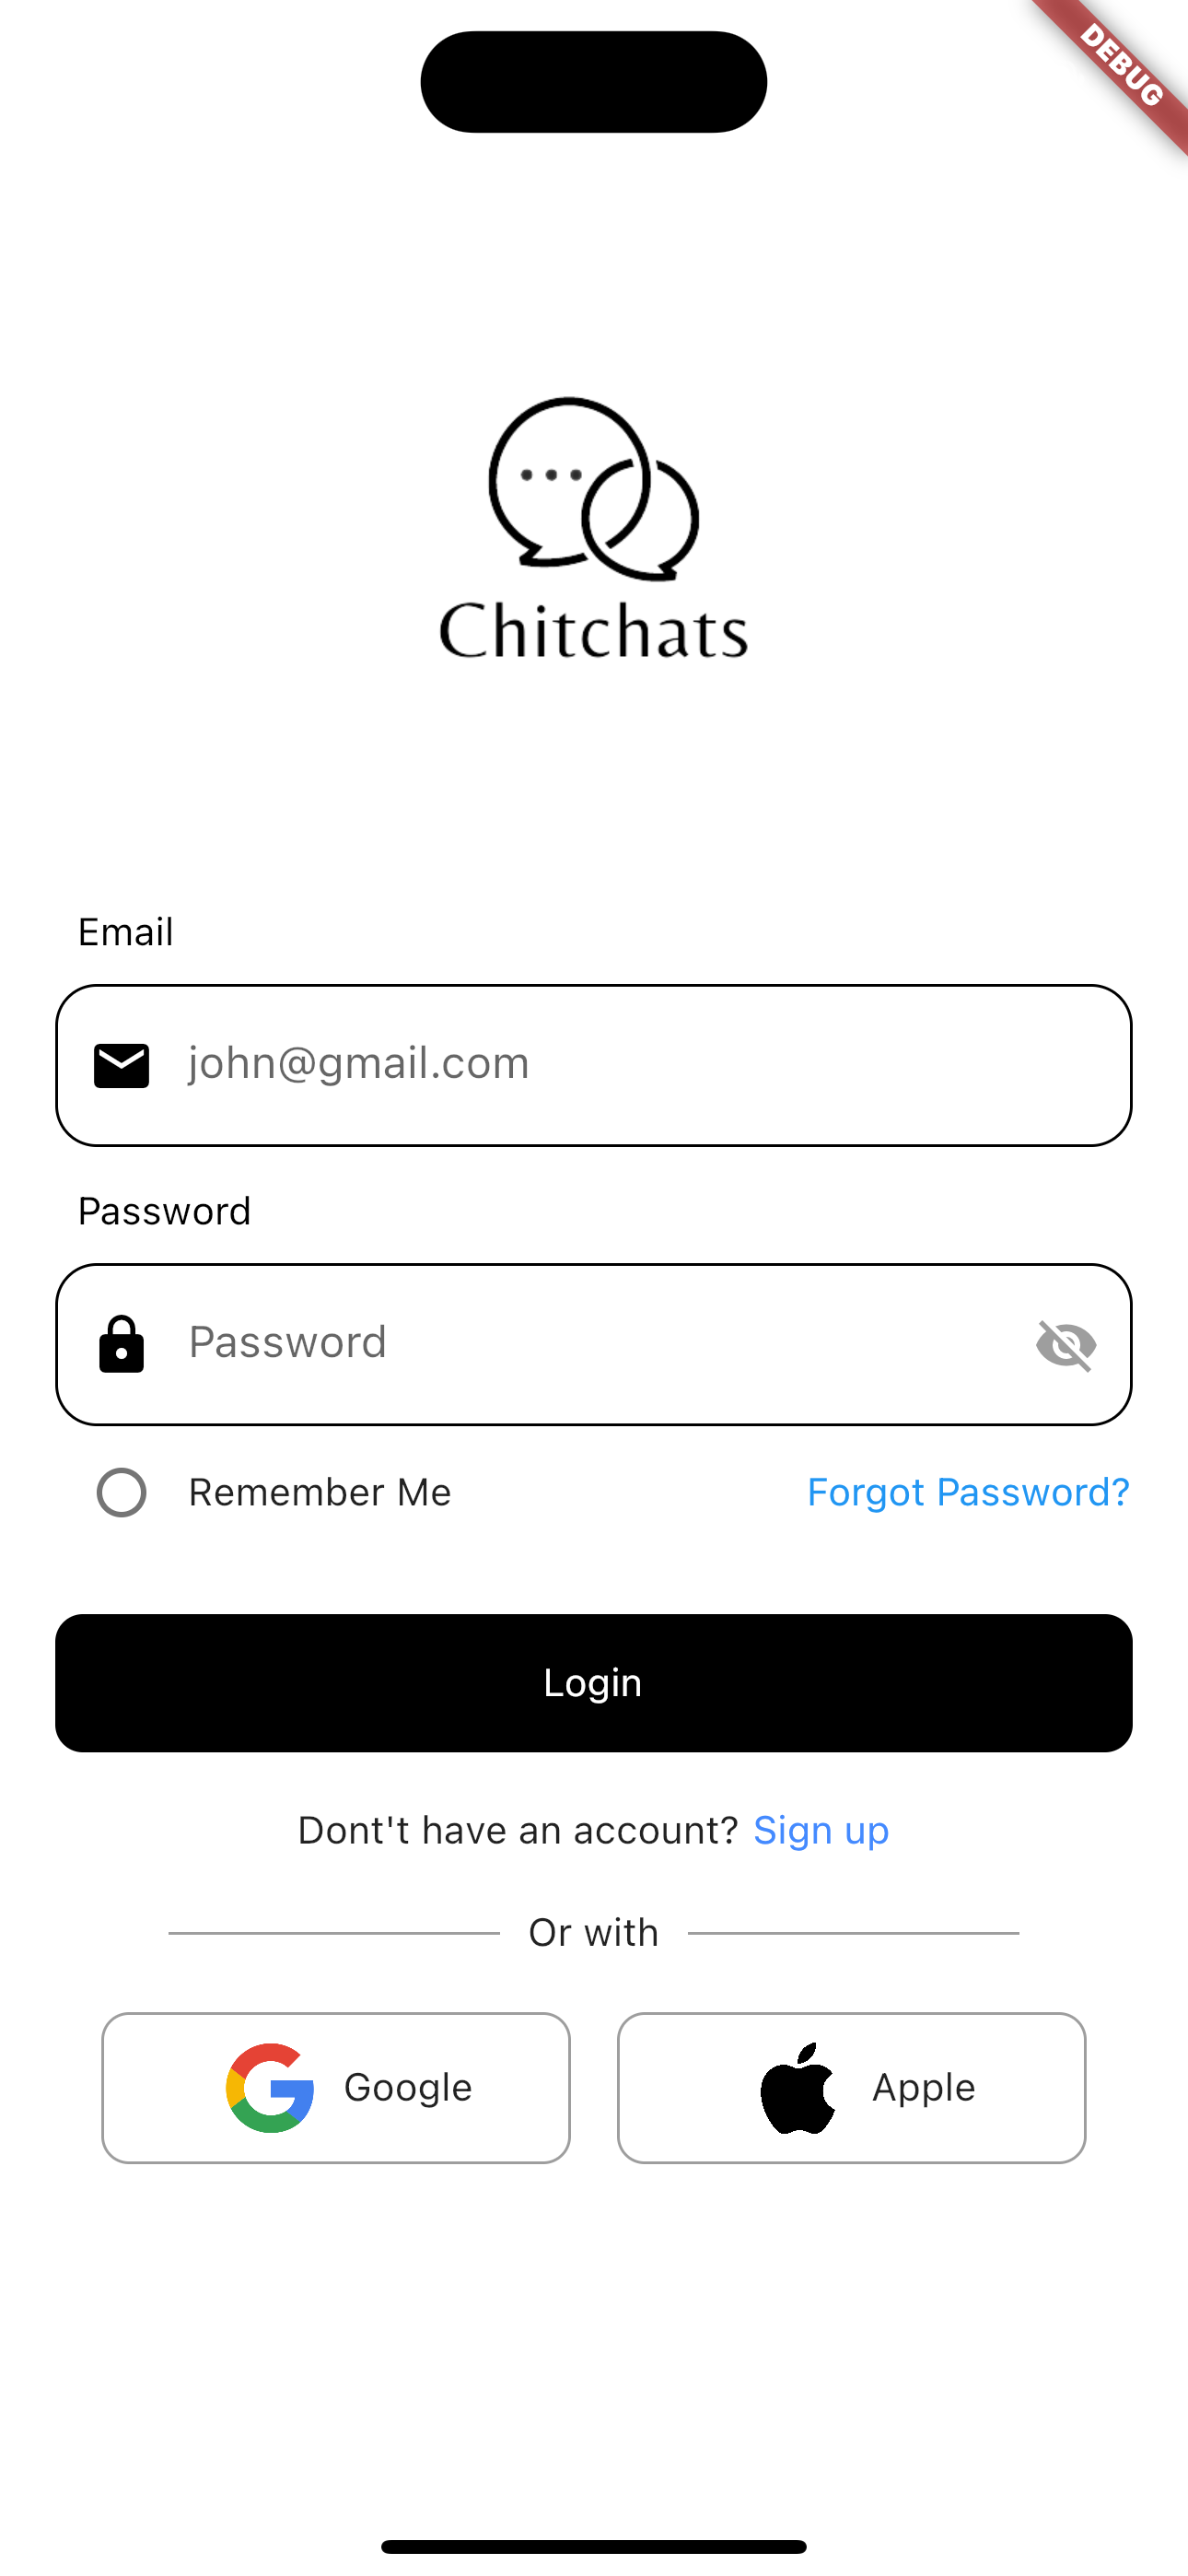 DEBUG
Chitchats
Email
john@gmail.com
Password
Password
Remember Me Forgot Password?
Login
Dont't have an account? Sign up
Or with
Google Apple